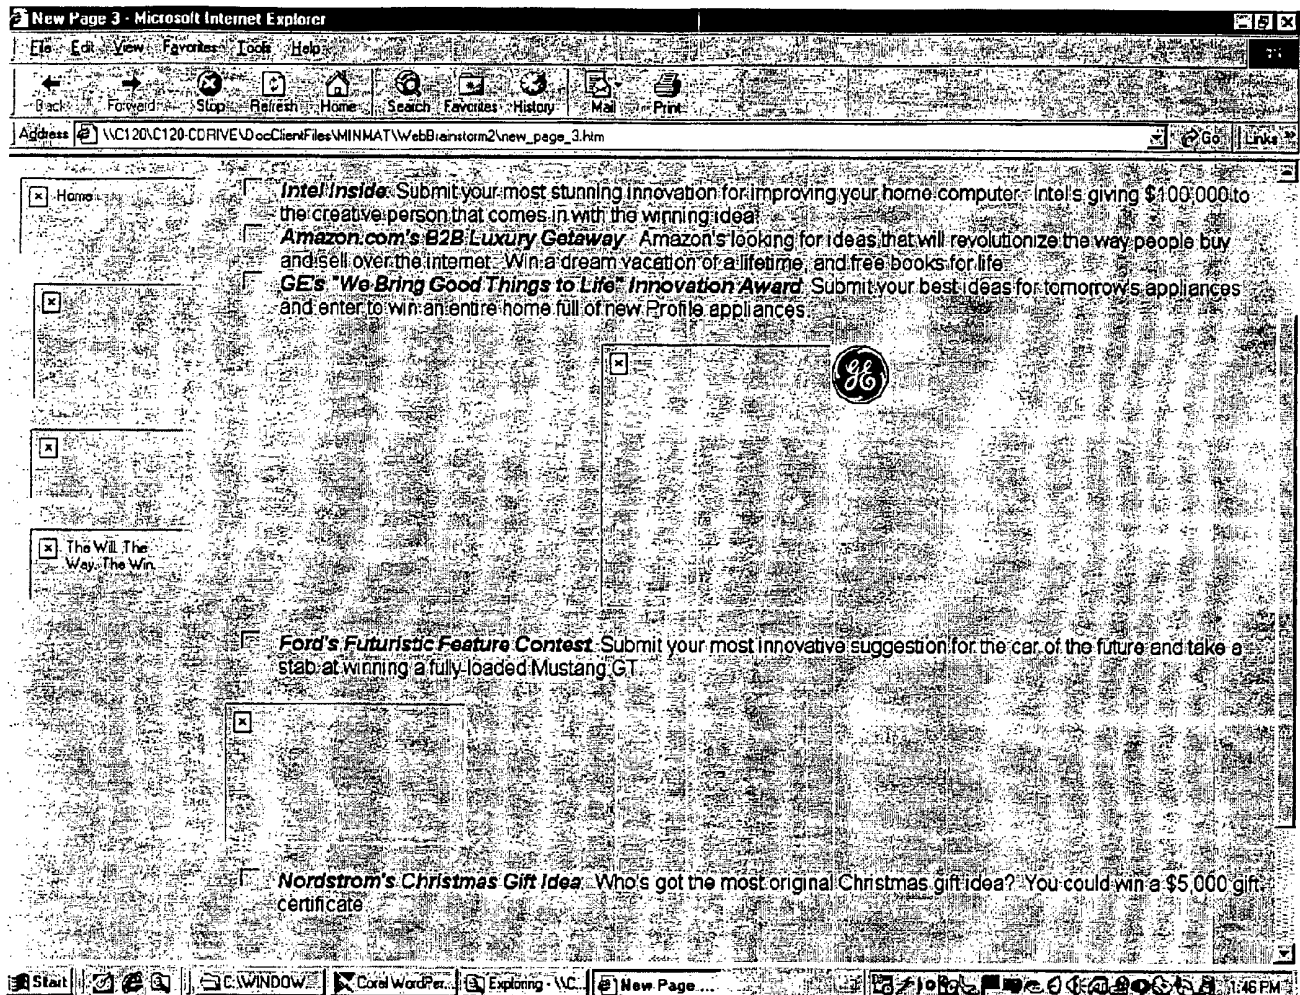 New Page 3 - Microsoft Internet Explorer
File Edit View Favorites Tools Help
Back Forward Stop Refresh Home Search Favorites History Mail Print
Address \\C120\C120-CDRIVE\DocClientFiles\MINMAT\WebBrainstorm2\new_page_3.htm Go Links »
Home
Intel Inside. Submit your most stunning innovation for improving your home computer. Intel's giving $100,000 to
the creative person that comes in with the winning idea!
Amazon.com's B2B Luxury Getaway. Amazon's looking for ideas that will revolutionize the way people buy
and sell over the internet. Win a dream vacation of a lifetime, and free books for life.
GE's "We Bring Good Things to Life" Innovation Award. Submit your best ideas for tomorrow's appliances
and enter to win an entire home full of new Profile appliances.
GE
The Will. The
Way. The Win.
Ford's Futuristic Feature Contest. Submit your most innovative suggestion for the car of the future and take a
stab at winning a fully-loaded Mustang GT.
Nordstrom's Christmas Gift Idea. Who's got the most original Christmas gift idea? You could win a $5,000 gift
certificate
Start C:\WINDOW... Corel WordPer... Exploring - \\C... New Page ... 1:46 PM